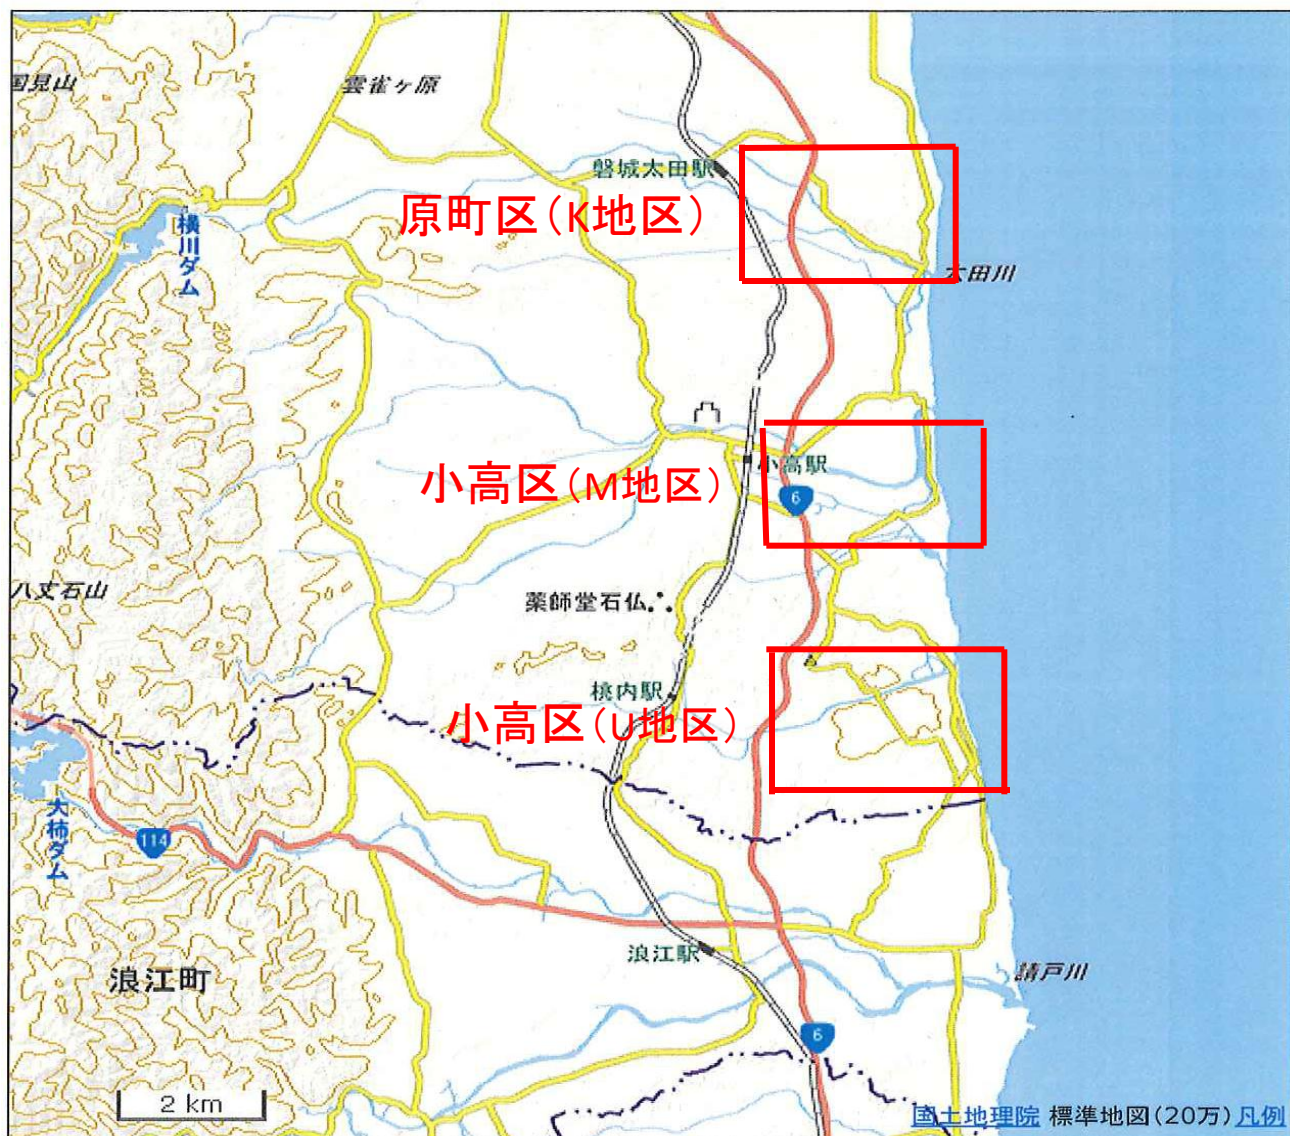 国見山
雲雀ヶ原
磐城太田駅
原町区(K地区)
横川ダム
太田川
200
400
小高駅
小高区(M地区)
6
八丈石山
薬師堂石仏
桃内駅
小高区(U地区)
大柿ダム
114
浪江駅
浪江町
請戸川
6
2 km
国土地理院 標準地図(20万) 凡例